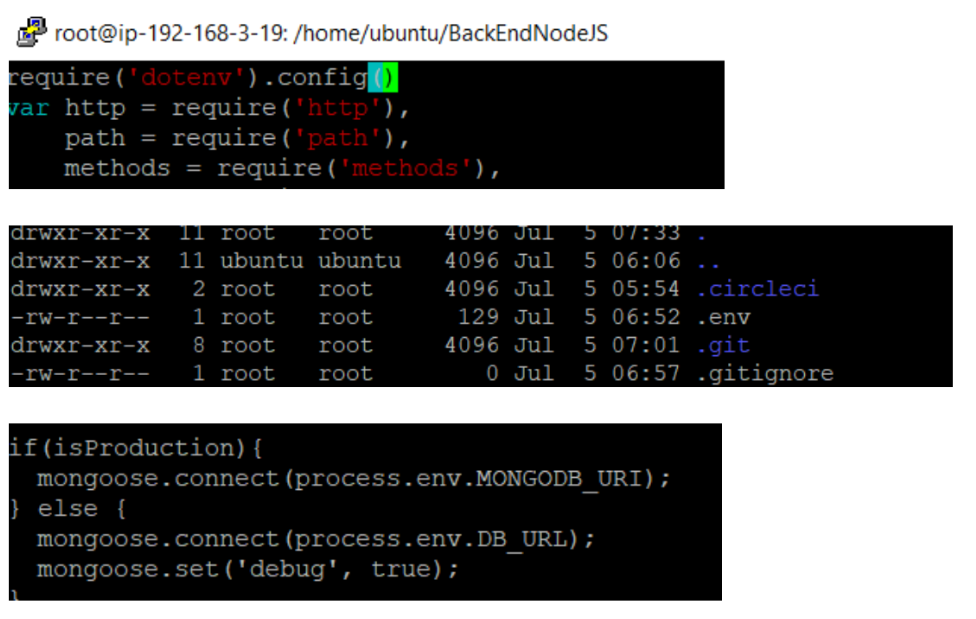 root@ip-192-168-3-19: /home/ubuntu/BackEndNodeJS
require('dotenv').config()
var http = require('http'),
    path = require('path'),
    methods = require('methods'),
drwxr-xr-x  11 root   root     4096 Jul  5 07:33 .
drwxr-xr-x  11 ubuntu ubuntu   4096 Jul  5 06:06 ..
drwxr-xr-x   2 root   root     4096 Jul  5 05:54 .circleci
-rw-r--r--   1 root   root      129 Jul  5 06:52 .env
drwxr-xr-x   8 root   root     4096 Jul  5 07:01 .git
-rw-r--r--   1 root   root        0 Jul  5 06:57 .gitignore
if(isProduction){
  mongoose.connect(process.env.MONGODB_URI);
} else {
  mongoose.connect(process.env.DB_URL);
  mongoose.set('debug', true);
}